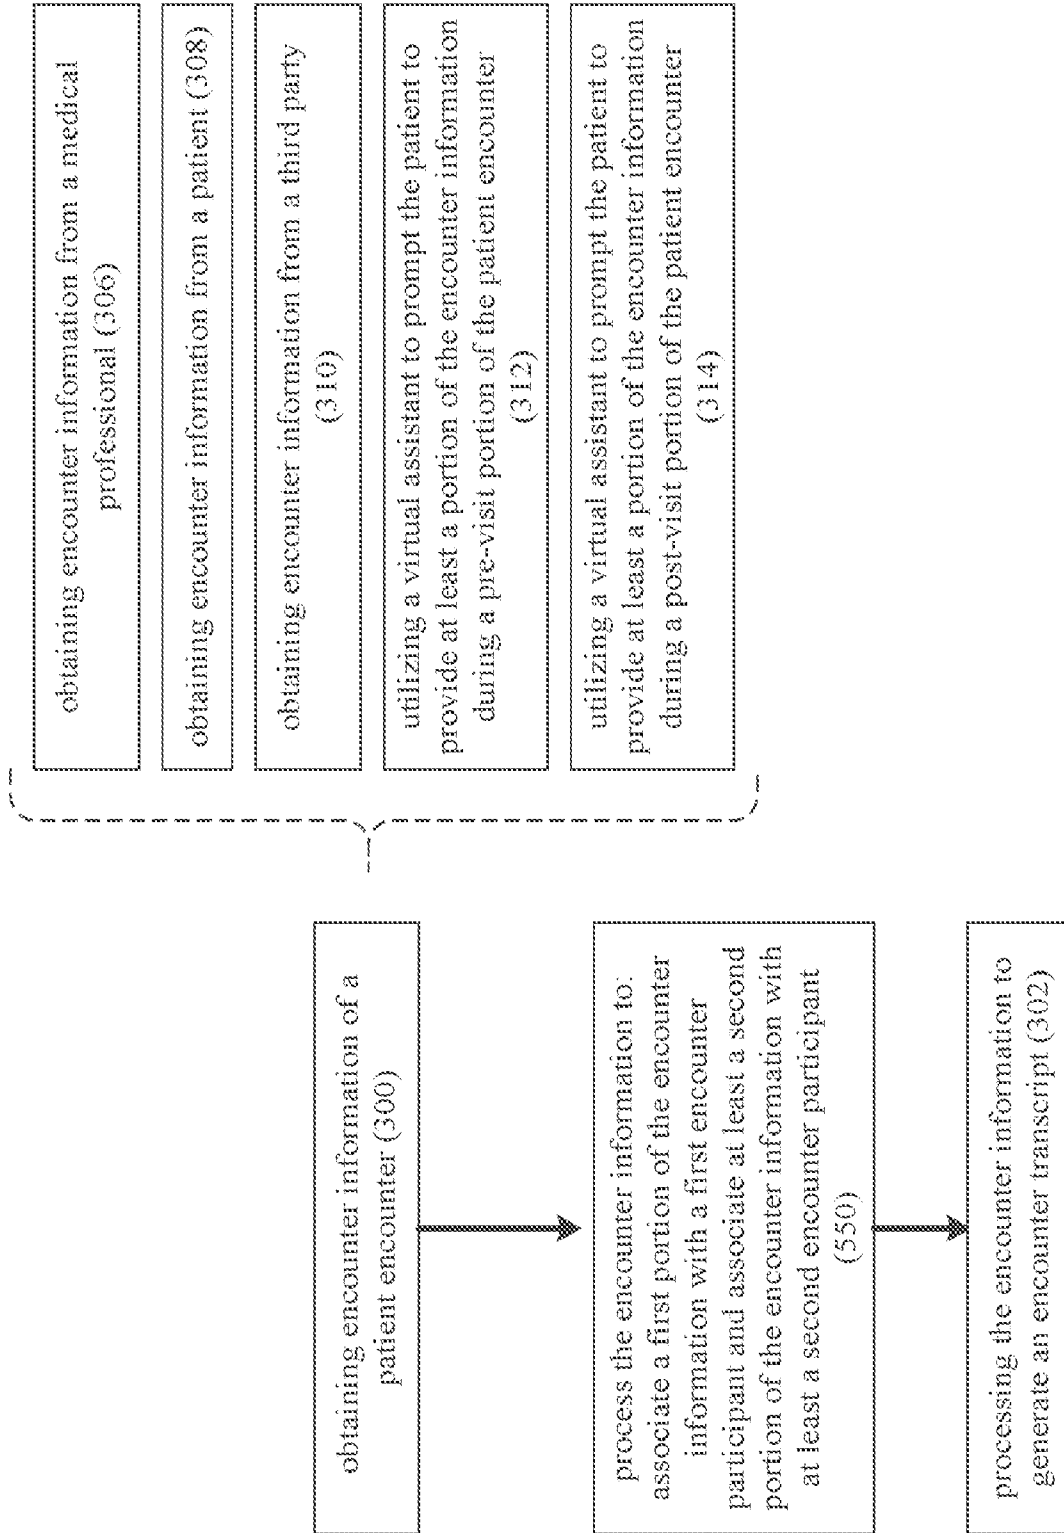 obtaining encounter information of a
patient encounter (300)
process the encounter information to:
associate a first portion of the encounter
information with a first encounter
participant and associate at least a second
portion of the encounter information with
at least a second encounter participant
(550)
processing the encounter information to
generate an encounter transcript (302)
obtaining encounter information from a medical
professional (306)
obtaining encounter information from a patient (308)
obtaining encounter information from a third party
(310)
utilizing a virtual assistant to prompt the patient to
provide at least a portion of the encounter information
during a pre-visit portion of the patient encounter
(312)
utilizing a virtual assistant to prompt the patient to
provide at least a portion of the encounter information
during a post-visit portion of the patient encounter
(314)